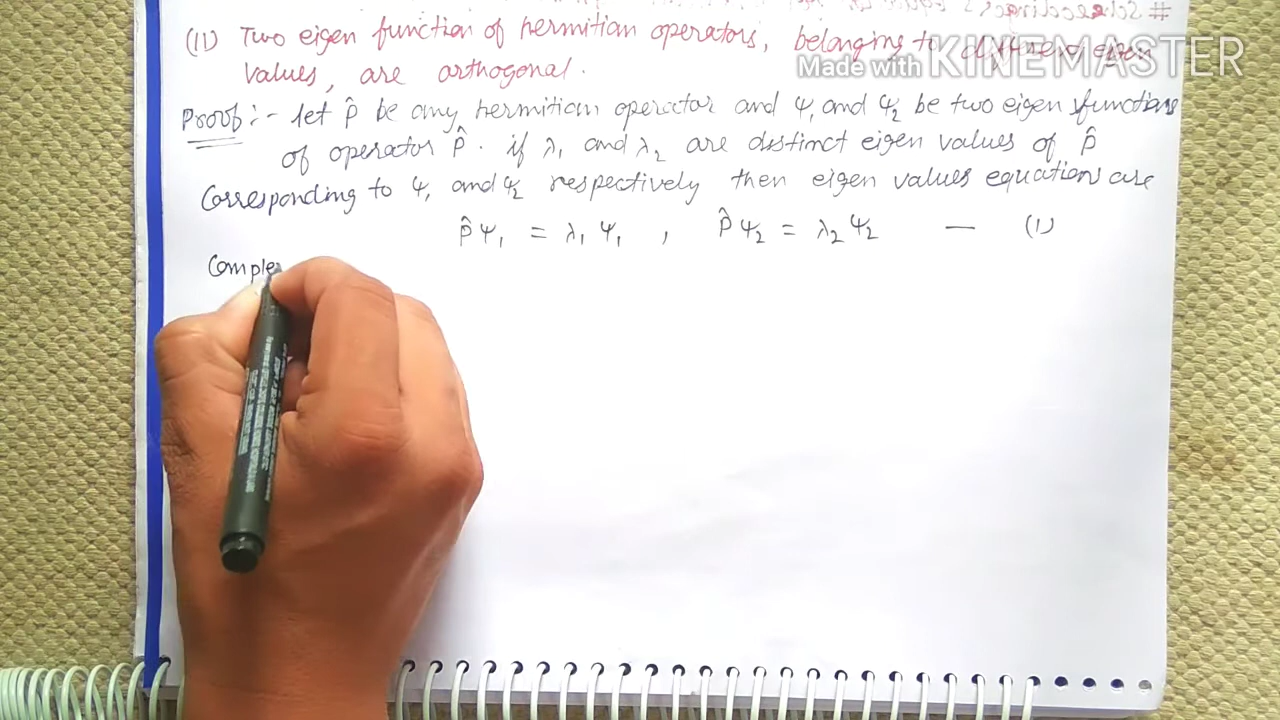 (II) Two eigen function of hermitian operators, belonging to different eigen
values, are orthogonal.
Made with KINEMASTER
Proof :- let P̂ be any hermitian operator and Ψ₁ and Ψ₂ be two eigen functions
of operator P̂. if λ₁ and λ₂ are distinct eigen values of P̂
Corresponding to Ψ₁ and Ψ₂ respectively then eigen values equations are
P̂Ψ₁ = λ₁Ψ₁ , P̂Ψ₂ = λ₂Ψ₂ — (1)
Comple